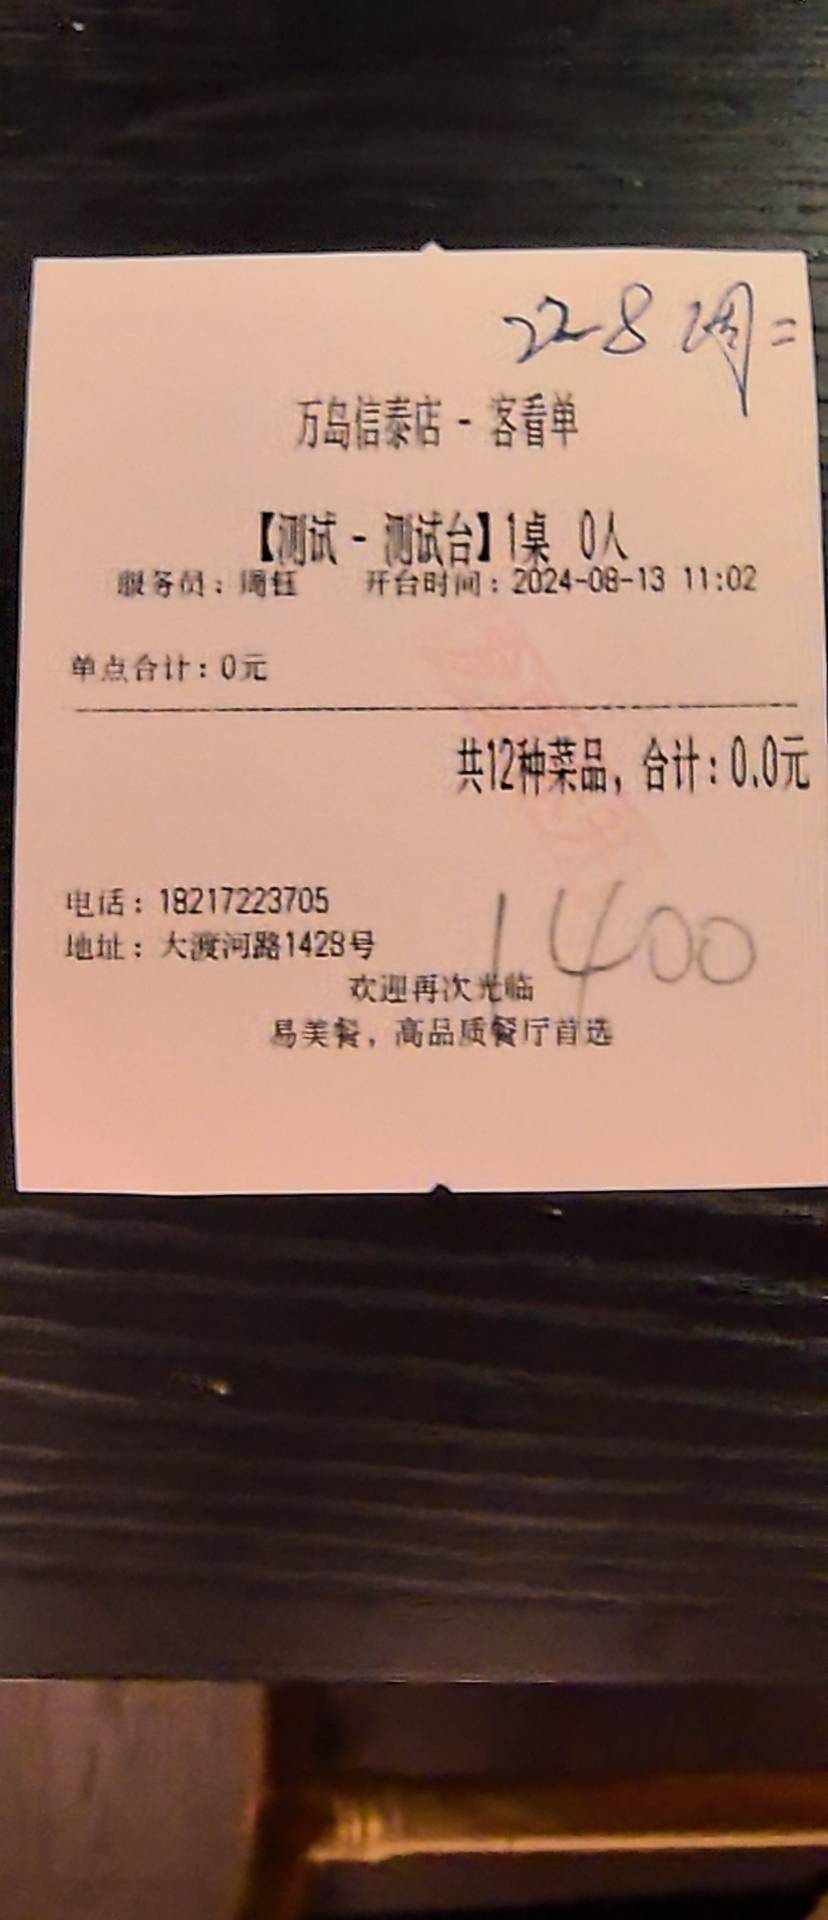 22-8 周二
万岛信泰店 - 客看单
【测试 - 测试台】1桌 0人
服务员：周钰 开台时间：2024-08-13 11:02
单点合计：0元
共12种菜品，合计：0.0元
电话：18217223705
地址：大渡河路1428号
1400
欢迎再次光临
易美餐，高品质餐厅首选